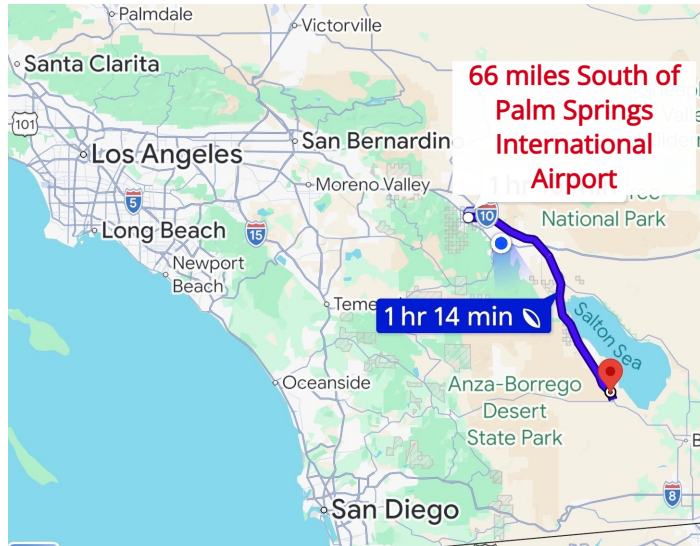 Palmdale
Victorville
Santa Clarita
66 miles South of
Palm Springs
International
Airport
101
San Bernardin
Los Angeles
Moreno Valley
1 hr
5
10
National Park
15
Long Beach
Newport
Beach
Teme
1 hr 14 min
Salton Sea
Oceanside
Anza-Borrego
Desert
State Park
B
8
San Diego